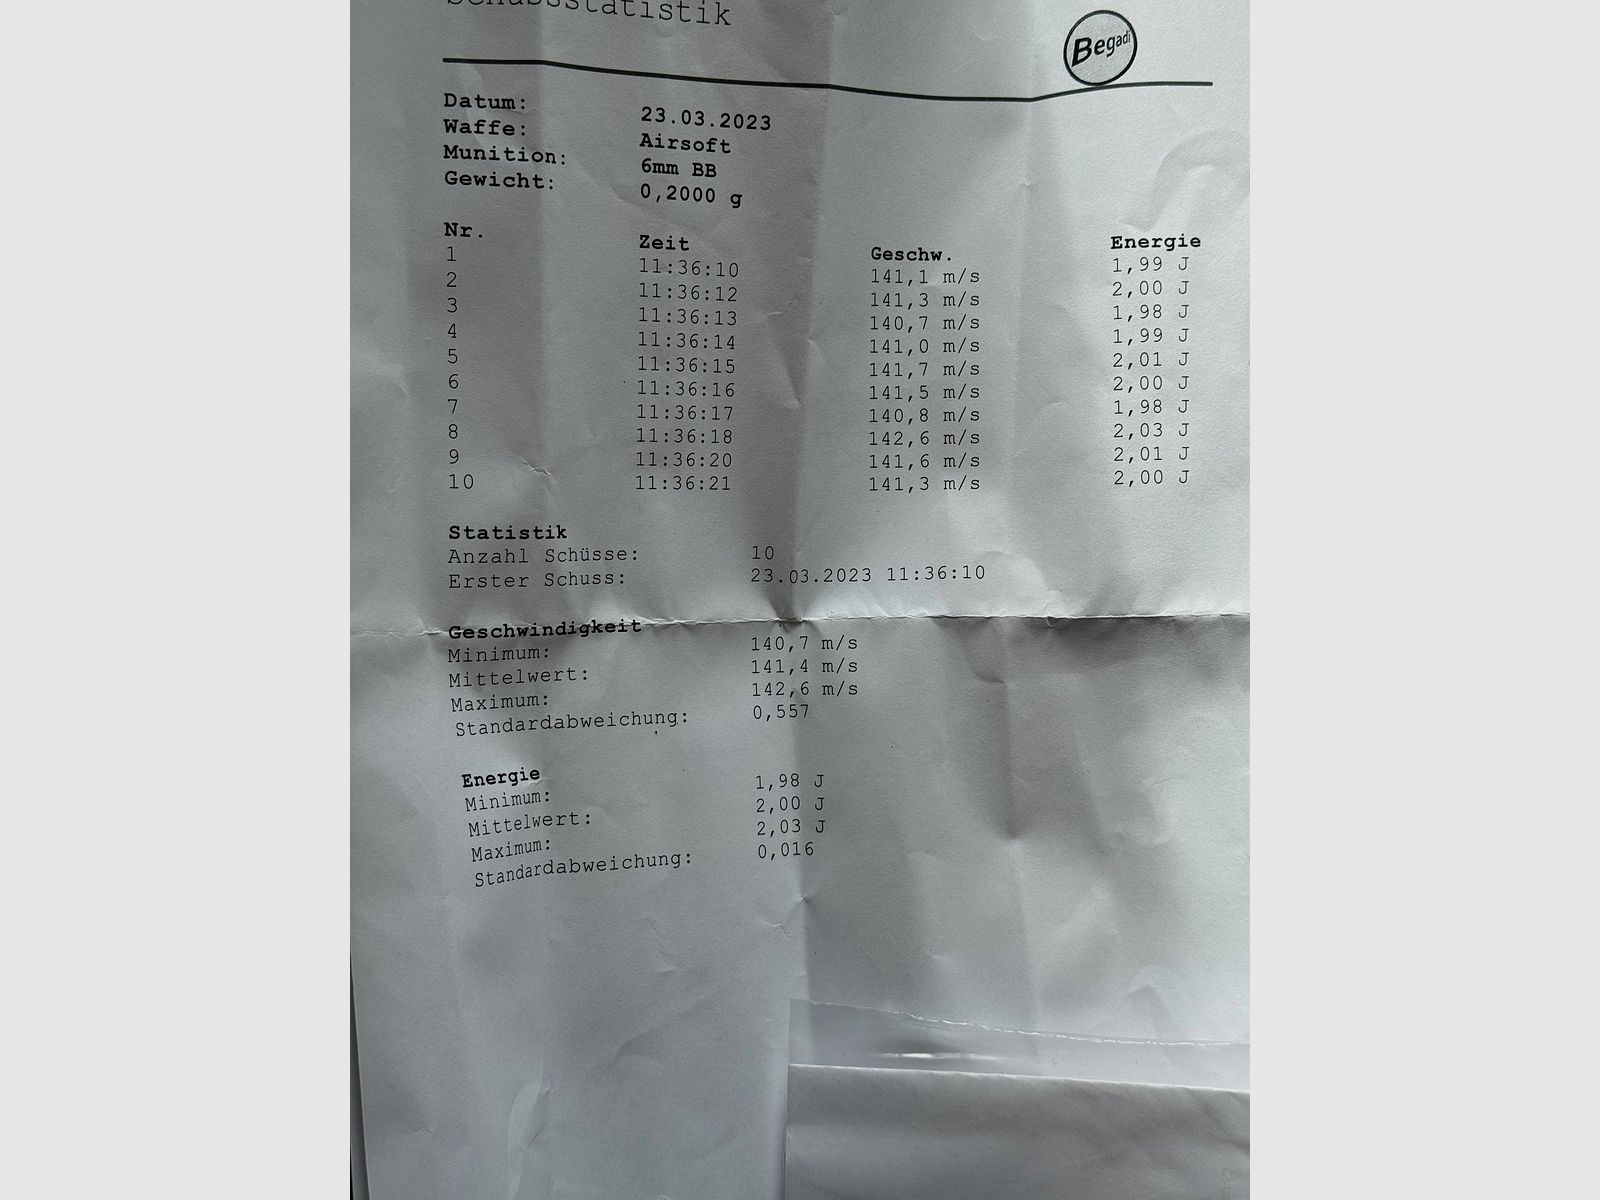 Schussstatistik
Begadi
Datum: 23.03.2023
Waffe: Airsoft
Munition: 6mm BB
Gewicht: 0,2000 g
Nr. Zeit Geschw. Energie
1 11:36:10 141,1 m/s 1,99 J
2 11:36:12 141,3 m/s 2,00 J
3 11:36:13 140,7 m/s 1,98 J
4 11:36:14 141,0 m/s 1,99 J
5 11:36:15 141,7 m/s 2,01 J
6 11:36:16 141,5 m/s 2,00 J
7 11:36:17 140,8 m/s 1,98 J
8 11:36:18 142,6 m/s 2,03 J
9 11:36:20 141,6 m/s 2,01 J
10 11:36:21 141,3 m/s 2,00 J
Statistik
Anzahl Schüsse: 10
Erster Schuss: 23.03.2023 11:36:10
Geschwindigkeit
Minimum: 140,7 m/s
Mittelwert: 141,4 m/s
Maximum: 142,6 m/s
Standardabweichung: 0,557
Energie
Minimum: 1,98 J
Mittelwert: 2,00 J
Maximum: 2,03 J
Standardabweichung: 0,016